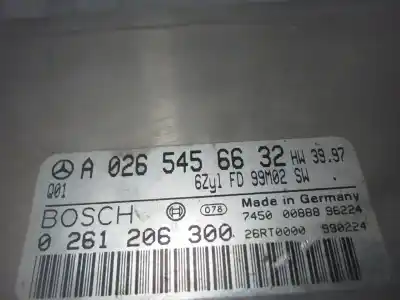 A 026 545 66 32 HW 39.97
Q01 6Zyl FD 99M02 SW .
BOSCH 078 Made in Germany
7450 00888 96224
0 261 206 300 26RT0000 990224